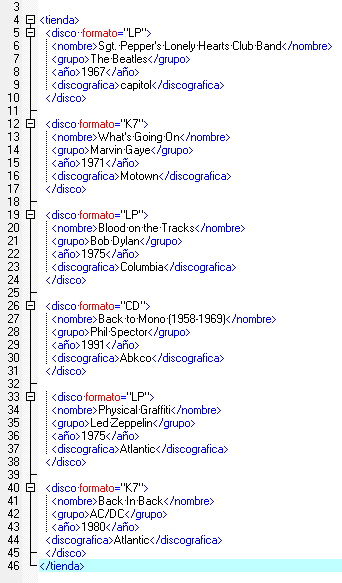 3
4 <tienda>
5 <disco formato="LP">
6 <nombre>Sgt. Pepper's Lonely Hearts Club Band</nombre>
7 <grupo>The Beatles</grupo>
8 <año>1967</año>
9 <discografica>capitol</discografica>
10 </disco>
11
12 <disco formato="K7">
13 <nombre>What's Going On</nombre>
14 <grupo>Marvin Gaye</grupo>
15 <año>1971</año>
16 <discografica>Motown</discografica>
17 </disco>
18
19 <disco formato="LP">
20 <nombre>Blood on the Tracks</nombre>
21 <grupo>Bob Dylan</grupo>
22 <año>1975</año>
23 <discografica>Columbia</discografica>
24 </disco>
25
26 <disco formato="CD">
27 <nombre>Back to Mono (1958-1969)</nombre>
28 <grupo>Phil Spector</grupo>
29 <año>1991</año>
30 <discografica>Abkco</discografica>
31 </disco>
32
33 <disco formato="LP">
34 <nombre>Physical Graffiti</nombre>
35 <grupo>Led Zeppelin</grupo>
36 <año>1975</año>
37 <discografica>Atlantic</discografica>
38 </disco>
39
40 <disco formato="K7">
41 <nombre>Back In Back</nombre>
42 <grupo>AC/DC</grupo>
43 <año>1980</año>
44 <discografica>Atlantic</discografica>
45 </disco>
46 </tienda>